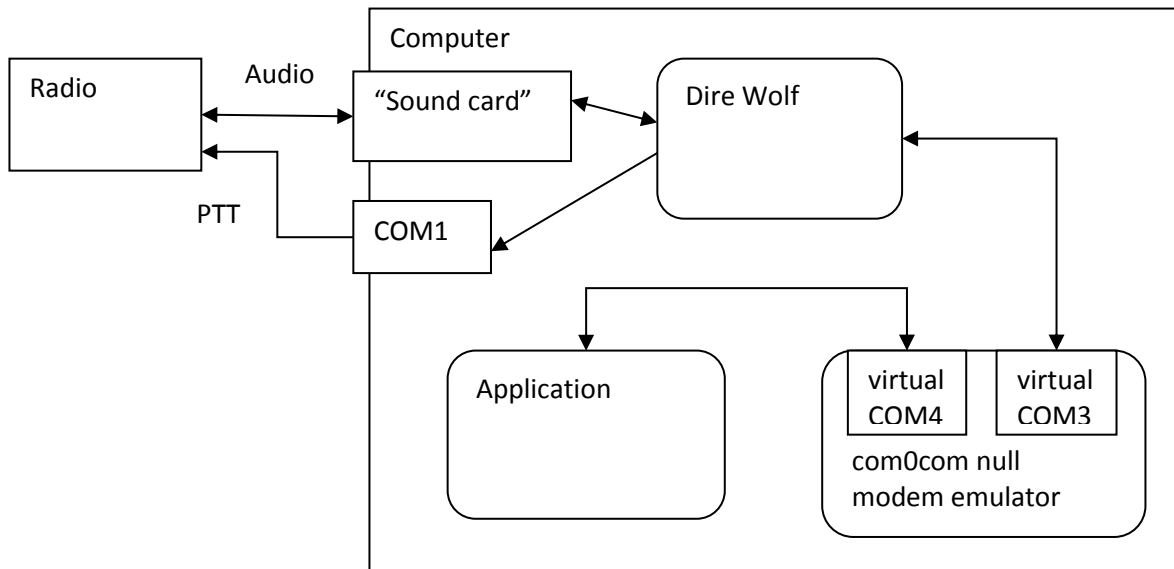 Computer
Radio
Audio
“Sound card”
Dire Wolf
PTT
COM1
Application
virtual
COM4
virtual
COM3
com0com null
modem emulator